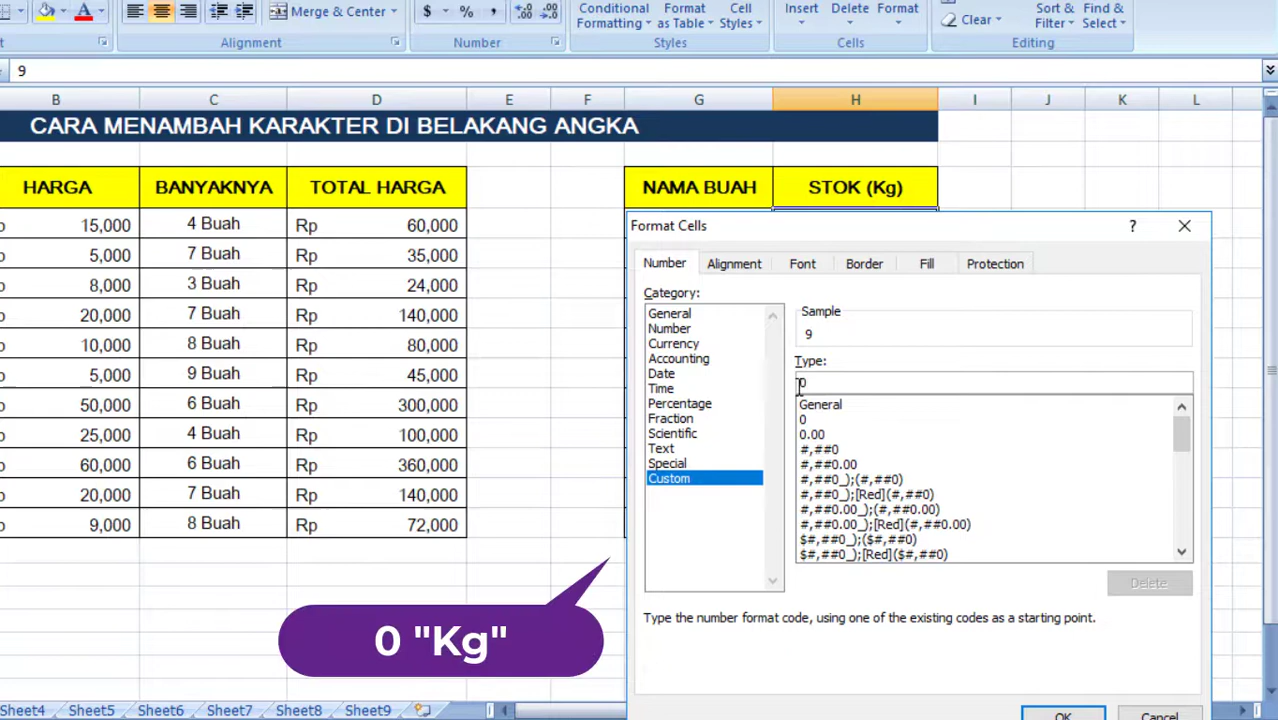 Merge & Center
$ % ,
Conditional Formatting
Format as Table
Cell Styles
Insert Delete Format
Clear
Sort & Filter
Find & Select
Alignment
Number
Styles
Cells
Editing
9
B C D E F G H I J K L
CARA MENAMBAH KARAKTER DI BELAKANG ANGKA
HARGA BANYAKNYA TOTAL HARGA NAMA BUAH STOK (Kg)
15,000 4 Buah Rp 60,000
5,000 7 Buah Rp 35,000
8,000 3 Buah Rp 24,000
20,000 7 Buah Rp 140,000
10,000 8 Buah Rp 80,000
5,000 9 Buah Rp 45,000
50,000 6 Buah Rp 300,000
25,000 4 Buah Rp 100,000
60,000 6 Buah Rp 360,000
20,000 7 Buah Rp 140,000
9,000 8 Buah Rp 72,000
Format Cells
?
Number Alignment Font Border Fill Protection
Category:
General
Number
Currency
Accounting
Date
Time
Percentage
Fraction
Scientific
Text
Special
Custom
Sample
9
Type:
0
General
0
0.00
#,##0
#,##0.00
#,##0_);(#,##0)
#,##0_);[Red](#,##0)
#,##0.00_);(#,##0.00)
#,##0.00_);[Red](#,##0.00)
$#,##0_);($#,##0)
$#,##0_);[Red]($#,##0)
Delete
Type the number format code, using one of the existing codes as a starting point.
OK Cancel
0 "Kg"
Sheet4 Sheet5 Sheet6 Sheet7 Sheet8 Sheet9